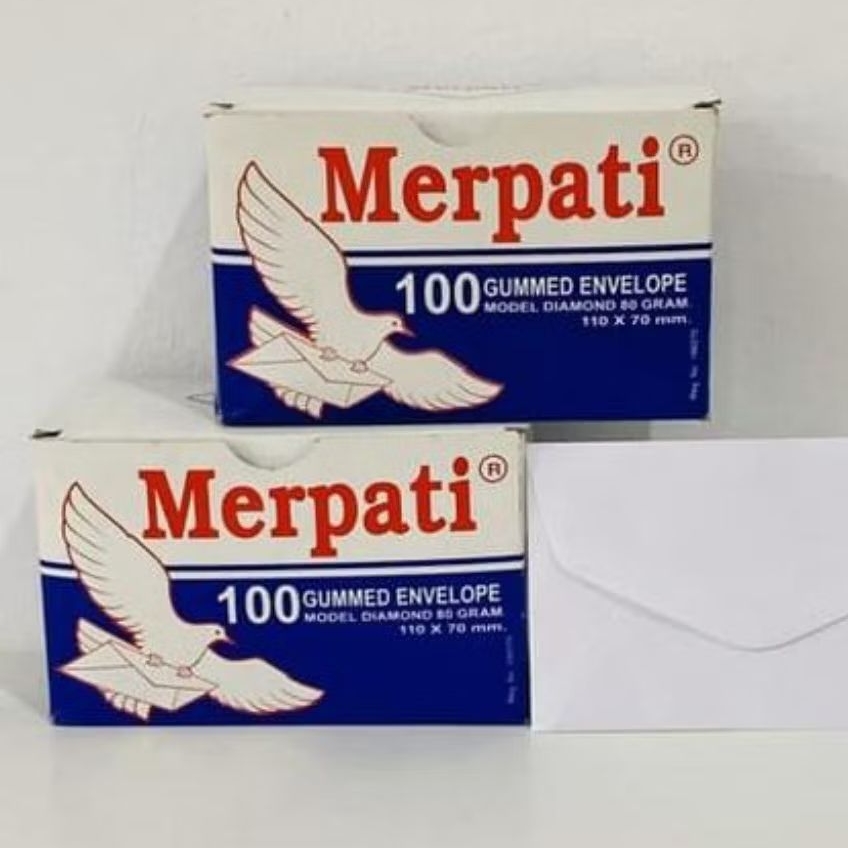 Merpati ®
100 GUMMED ENVELOPE
MODEL DIAMOND 80 GRAM
110 X 70 mm.
Merpati ®
100 GUMMED ENVELOPE
MODEL DIAMOND 80 GRAM
110 X 70 mm.